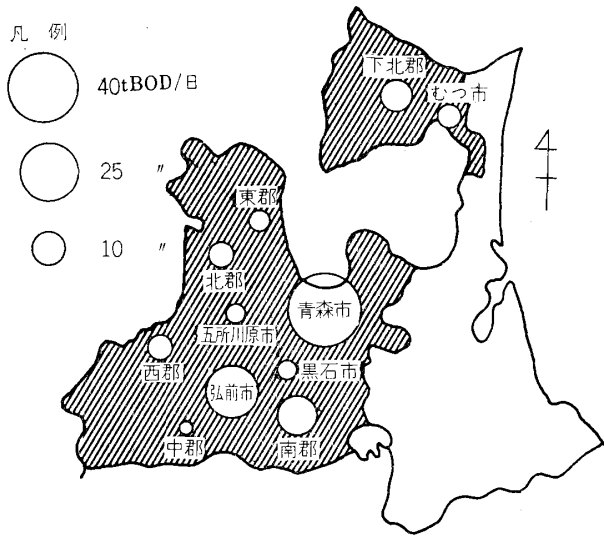 凡 例
40tBOD/日
25 〃
10 〃
下北郡
むつ市
東郡
北郡
青森市
五所川原市
西郡
黒石市
弘前市
中郡
南郡